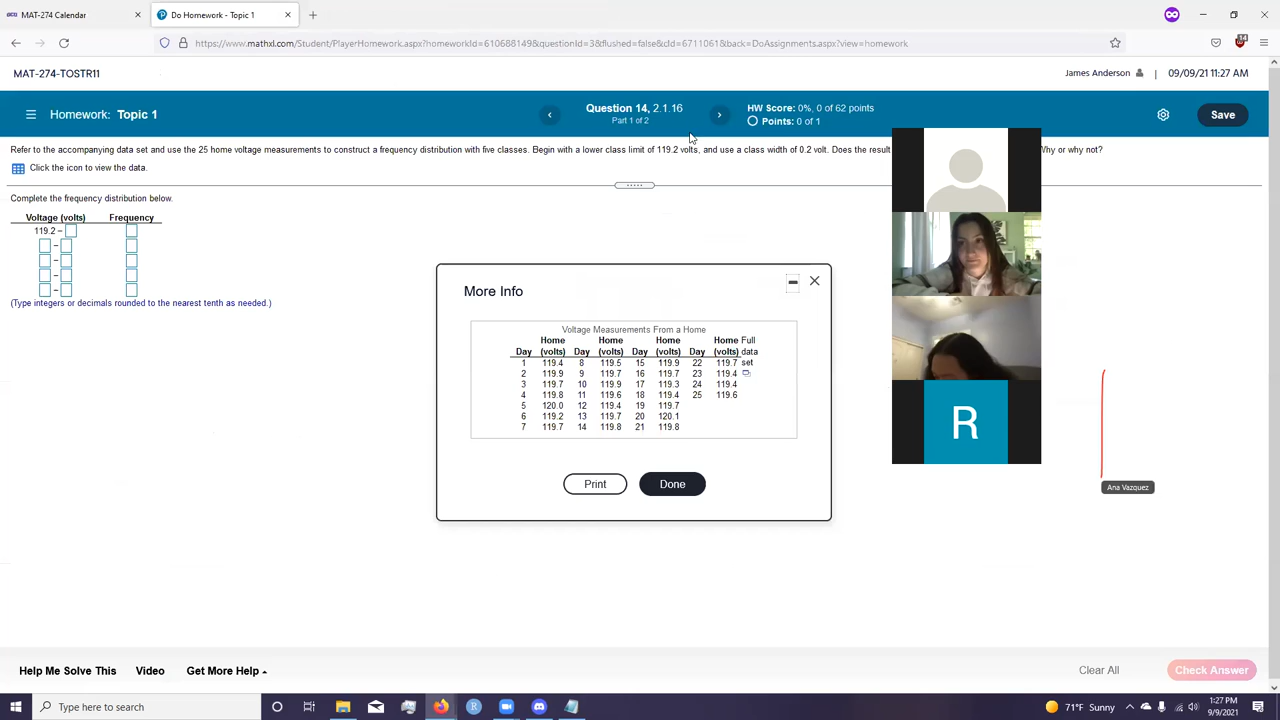 MAT-274 Calendar
Do Homework - Topic 1
https://www.mathxl.com/Student/PlayerHomework.aspx?homeworkId=610681498&questionId=3&flushed=false&cId=6711061&back=DoAssignments.aspx?view=homework
14
MAT-274-TOSTR11
James Anderson
09/09/21 11:27 AM
Homework: Topic 1
Question 14, 2.1.16
Part 1 of 2
HW Score: 0%, 0 of 62 points
Points: 0 of 1
Save
Refer to the accompanying data set and use the 25 home voltage measurements to construct a frequency distribution with five classes. Begin with a lower class limit of 119.2 volts, and use a class width of 0.2 volt. Does the result Why or why not?
Click the icon to view the data.
Complete the frequency distribution below.
Voltage (volts) Frequency
119.2 –
–
–
–
–
(Type integers or decimals rounded to the nearest tenth as needed.)
More Info
Voltage Measurements From a Home
Home Home Home Home Full
Day (volts) Day (volts) Day (volts) Day (volts) data
1 119.4 8 119.5 15 119.9 22 119.7 set
2 119.9 9 119.7 16 119.7 23 119.4
3 119.7 10 119.9 17 119.3 24 119.4
4 119.8 11 119.6 18 119.4 25 119.6
5 120.0 12 119.4 19 119.7
6 119.2 13 119.7 20 120.1
7 119.7 14 119.8 21 119.8
Print
Done
R
Ana Vazquez
Help Me Solve This
Video
Get More Help
Clear All
Check Answer
Type here to search
71°F Sunny
1:27 PM
9/9/2021